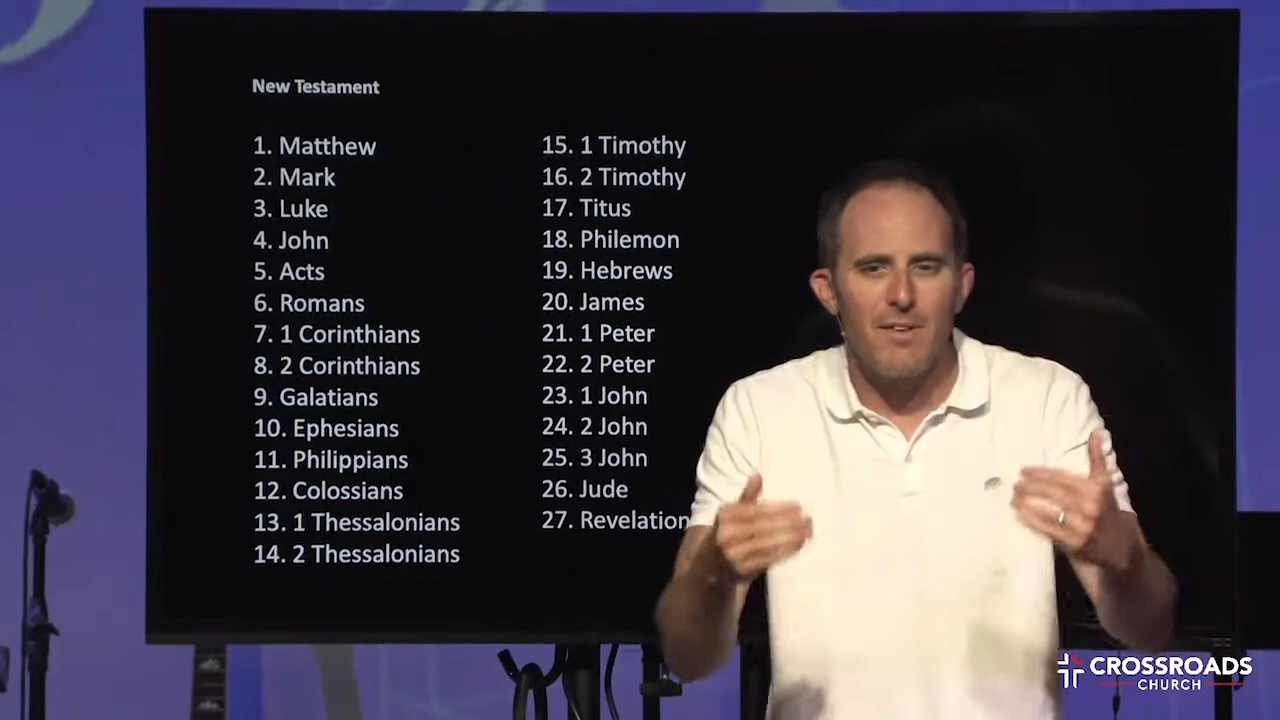 New Testament
1. Matthew
2. Mark
3. Luke
4. John
5. Acts
6. Romans
7. 1 Corinthians
8. 2 Corinthians
9. Galatians
10. Ephesians
11. Philippians
12. Colossians
13. 1 Thessalonians
14. 2 Thessalonians
15. 1 Timothy
16. 2 Timothy
17. Titus
18. Philemon
19. Hebrews
20. James
21. 1 Peter
22. 2 Peter
23. 1 John
24. 2 John
25. 3 John
26. Jude
27. Revelation
CROSSROADS
CHURCH